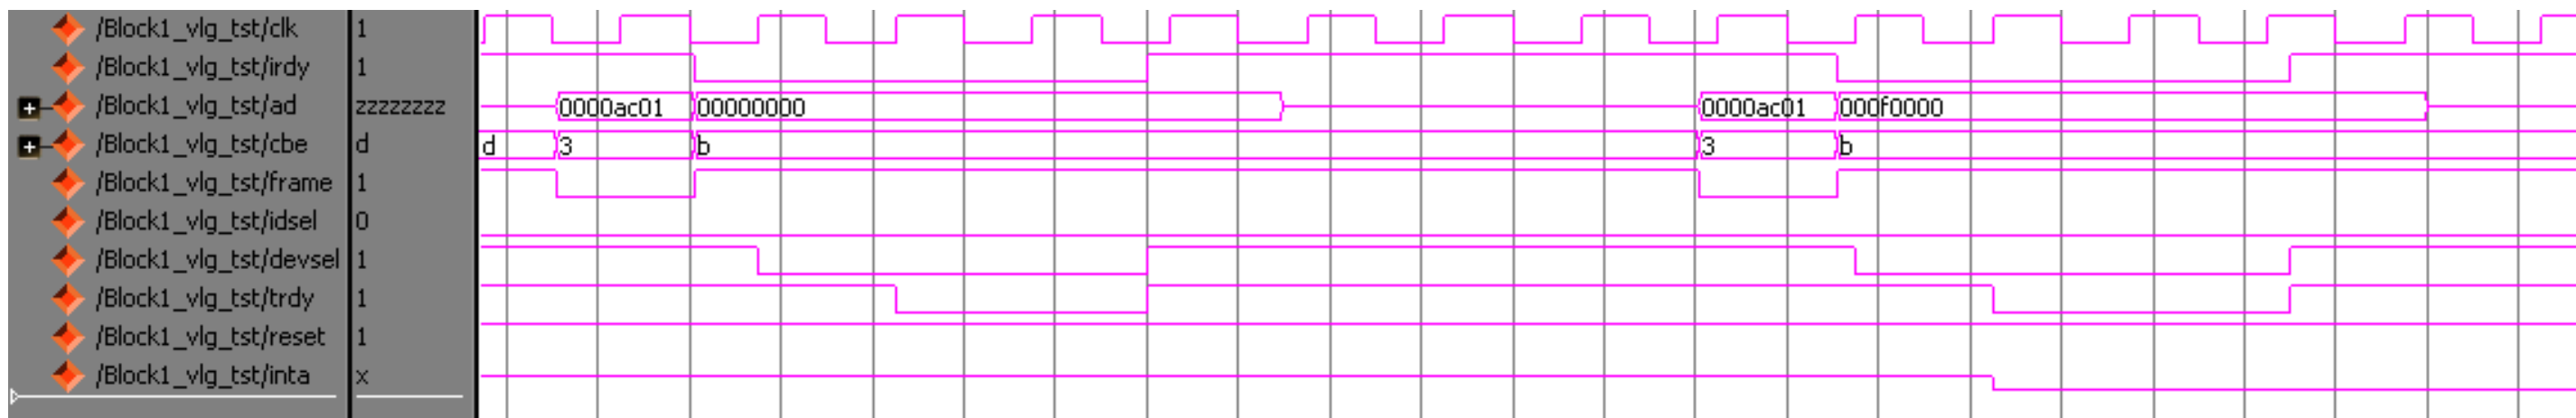 /Block1_vlg_tst/clk 1
/Block1_vlg_tst/irdy 1
/Block1_vlg_tst/ad zzzzzzzz 0000ac01 00000000 0000ac01 000f0000
/Block1_vlg_tst/cbe d d 3 b 3 b
/Block1_vlg_tst/frame 1
/Block1_vlg_tst/idsel 0
/Block1_vlg_tst/devsel 1
/Block1_vlg_tst/trdy 1
/Block1_vlg_tst/reset 1
/Block1_vlg_tst/inta x